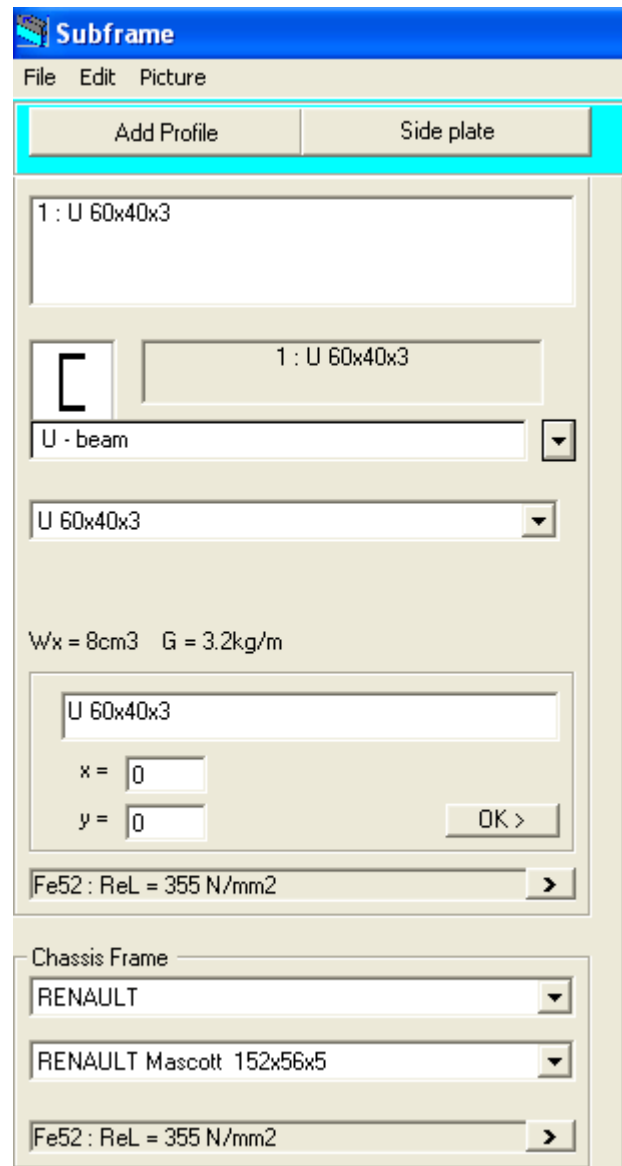 Subframe
File Edit Picture
Add Profile Side plate
1 : U 60x40x3
1 : U 60x40x3
U - beam
U 60x40x3
Wx = 8cm3 G = 3.2kg/m
U 60x40x3
x = 0
y = 0 OK >
Fe52 : ReL = 355 N/mm2 >
Chassis Frame
RENAULT
RENAULT Mascott 152x56x5
Fe52 : ReL = 355 N/mm2 >